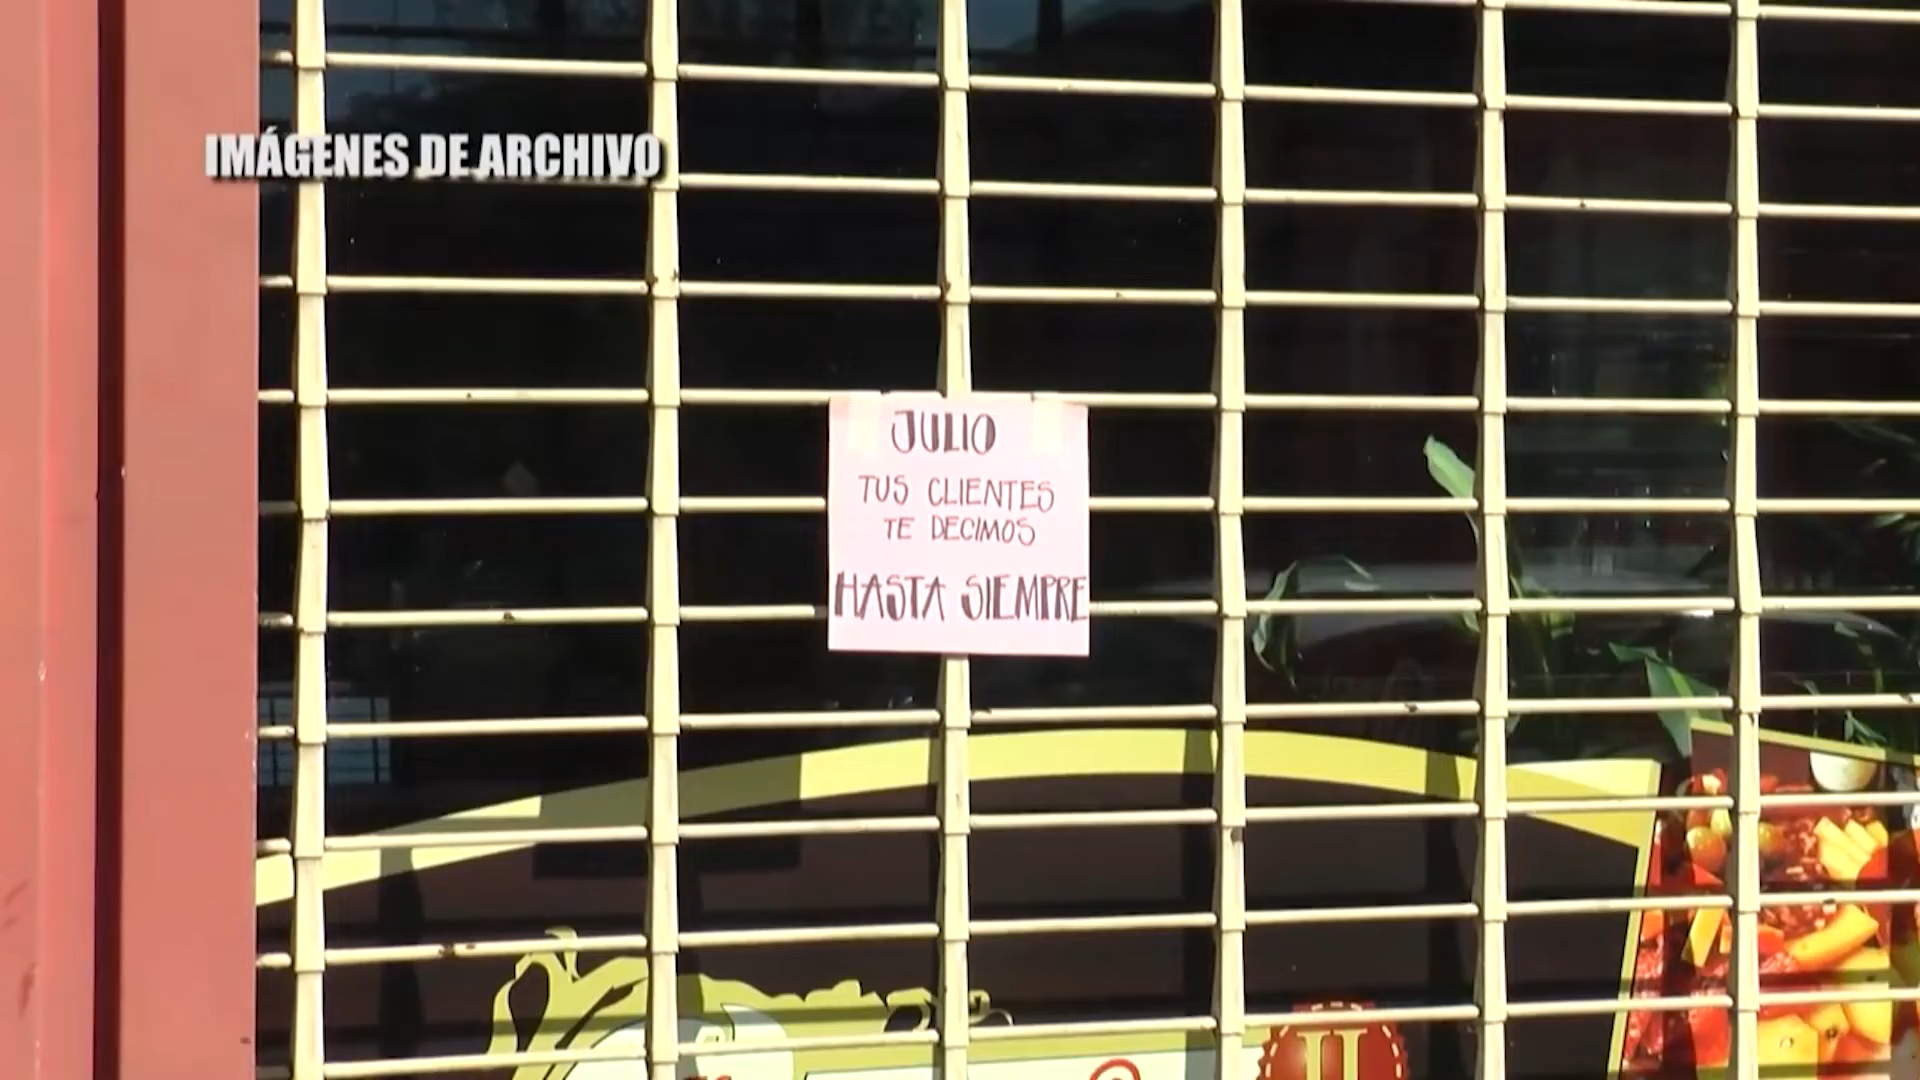 IMÁGENES DE ARCHIVO
JULIO
TUS CLIENTES
TE DECIMOS
HASTA SIEMPRE
H